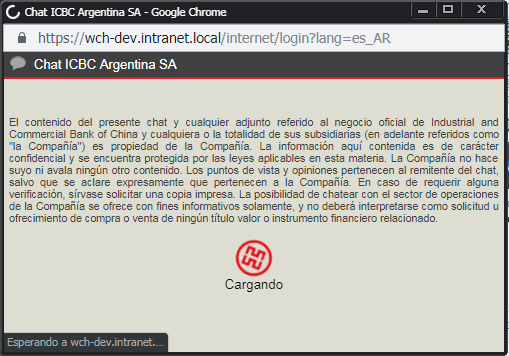 Chat ICBC Argentina SA - Google Chrome
https://wch-dev.intranet.local/internet/login?lang=es_AR
Chat ICBC Argentina SA
El contenido del presente chat y cualquier adjunto referido al negocio oficial de Industrial and
Commercial Bank of China y cualquiera o la totalidad de sus subsidiarias (en adelante referidos como
"la Compañía") es propiedad de la Compañía. La información aquí contenida es de carácter
confidencial y se encuentra protegida por las leyes aplicables en esta materia. La Compañía no hace
suyo ni avala ningún otro contenido. Los puntos de vista y opiniones pertenecen al remitente del chat,
salvo que se aclare expresamente que pertenecen a la Compañía. En caso de requerir alguna
verificación, sírvase solicitar una copia impresa. La posibilidad de chatear con el sector de operaciones
de la Compañía se ofrece con fines informativos solamente, y no deberá interpretarse como solicitud u
ofrecimiento de compra o venta de ningún título valor o instrumento financiero relacionado.
Cargando
Esperando a wch-dev.intranet....